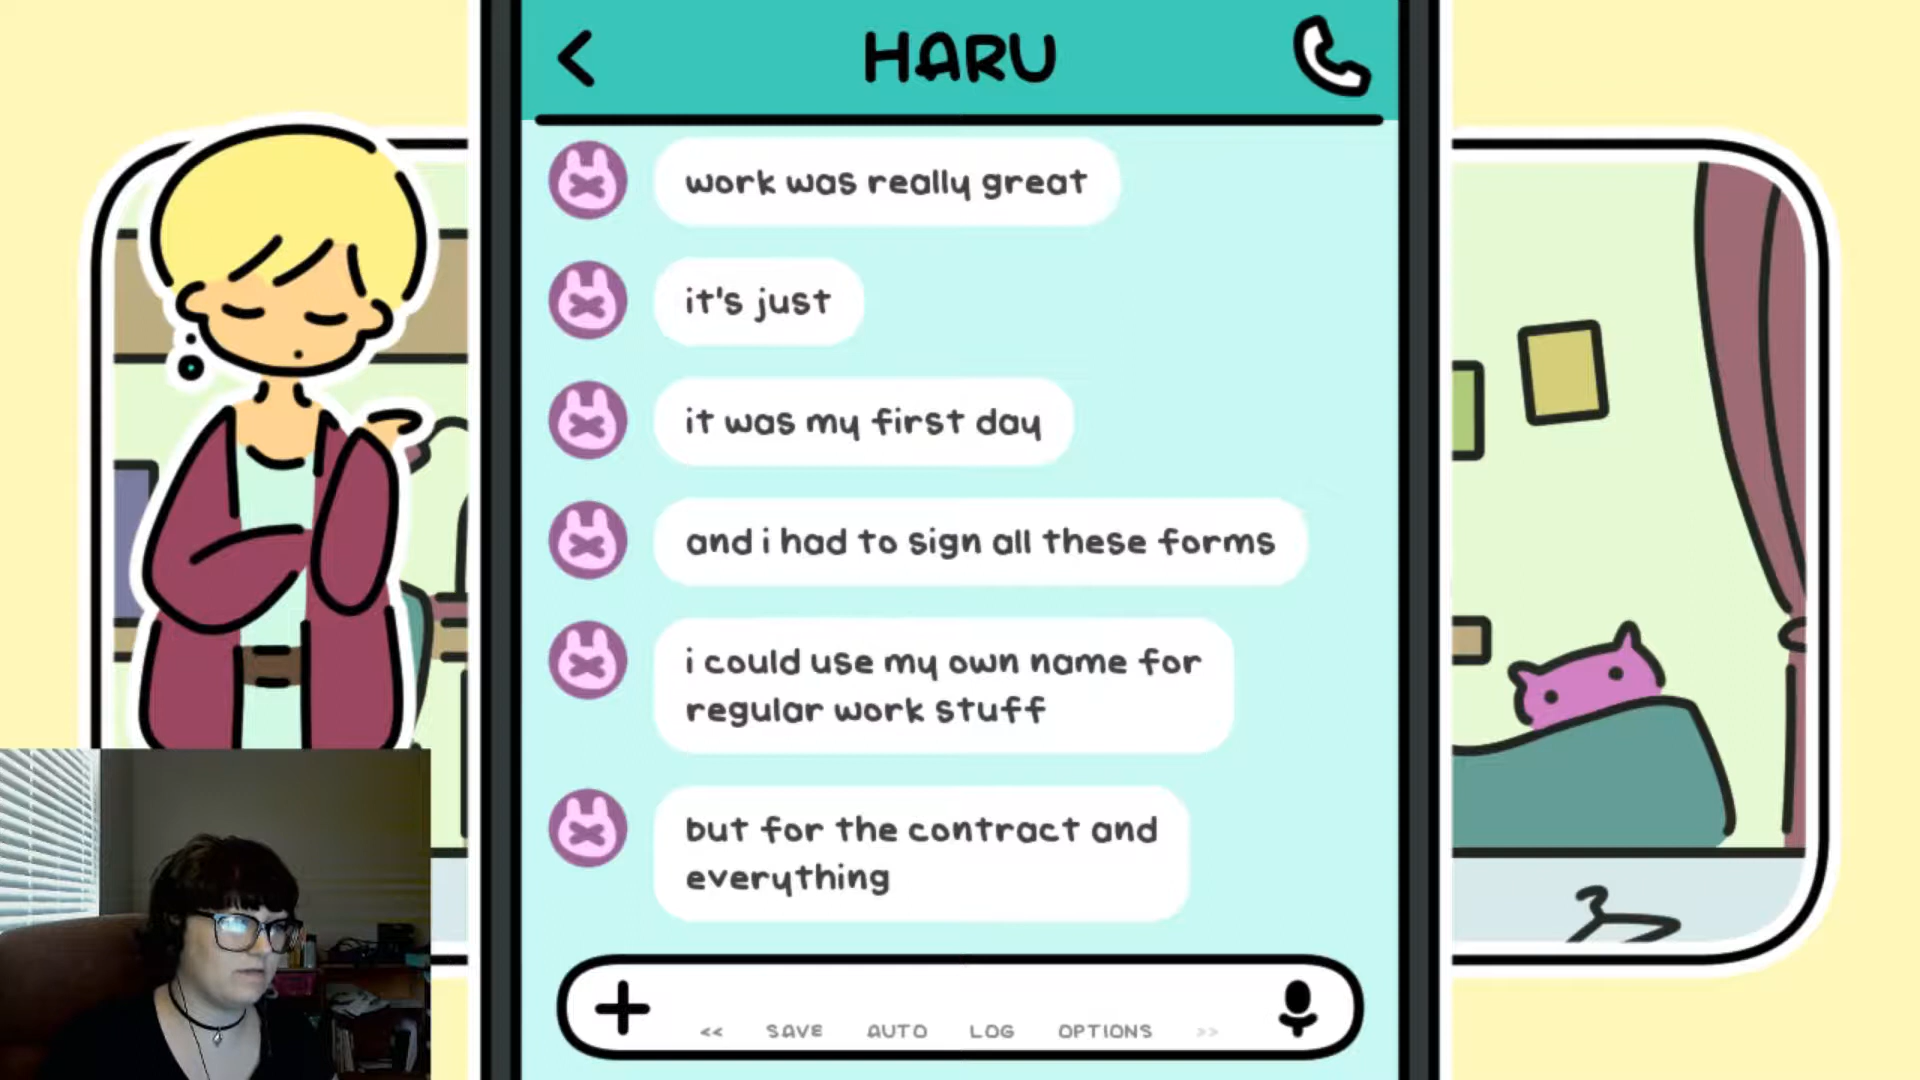 HARU
work was really great
it's just
it was my first day
and i had to sign all these forms
i could use my own name for
regular work stuff
but for the contract and
everything
<< SAVE AUTO LOG OPTIONS >>